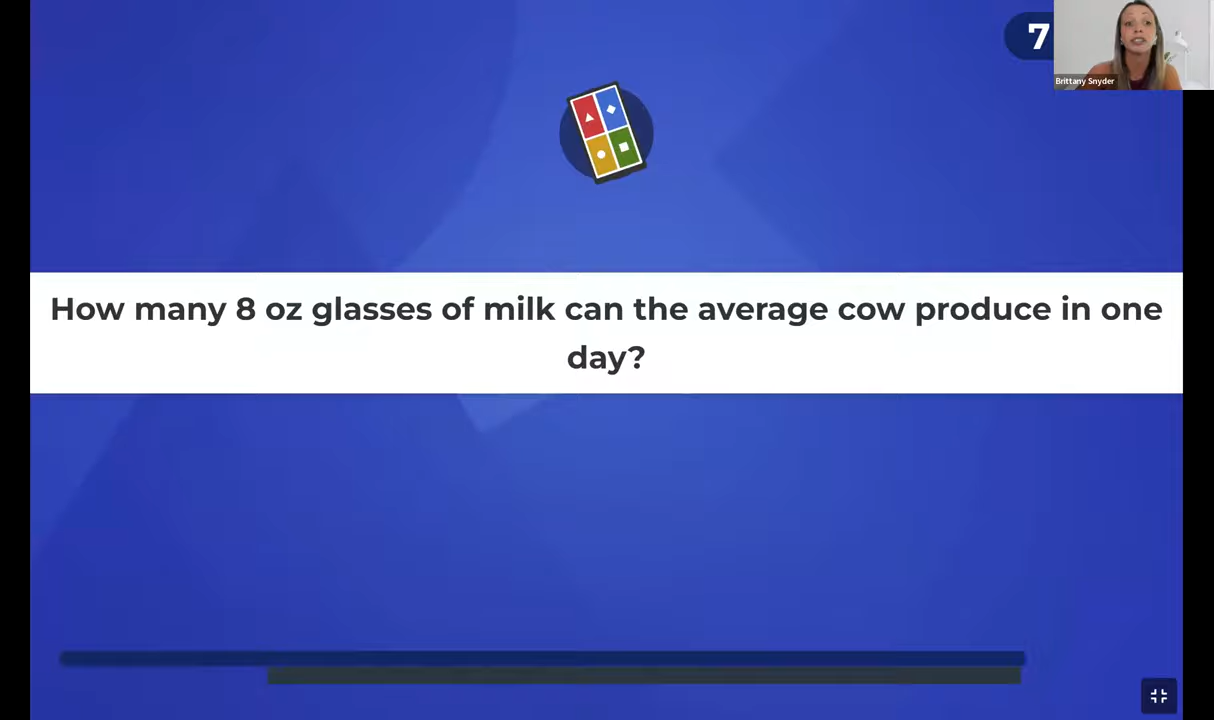 7
Brittany Snyder
How many 8 oz glasses of milk can the average cow produce in one
day?